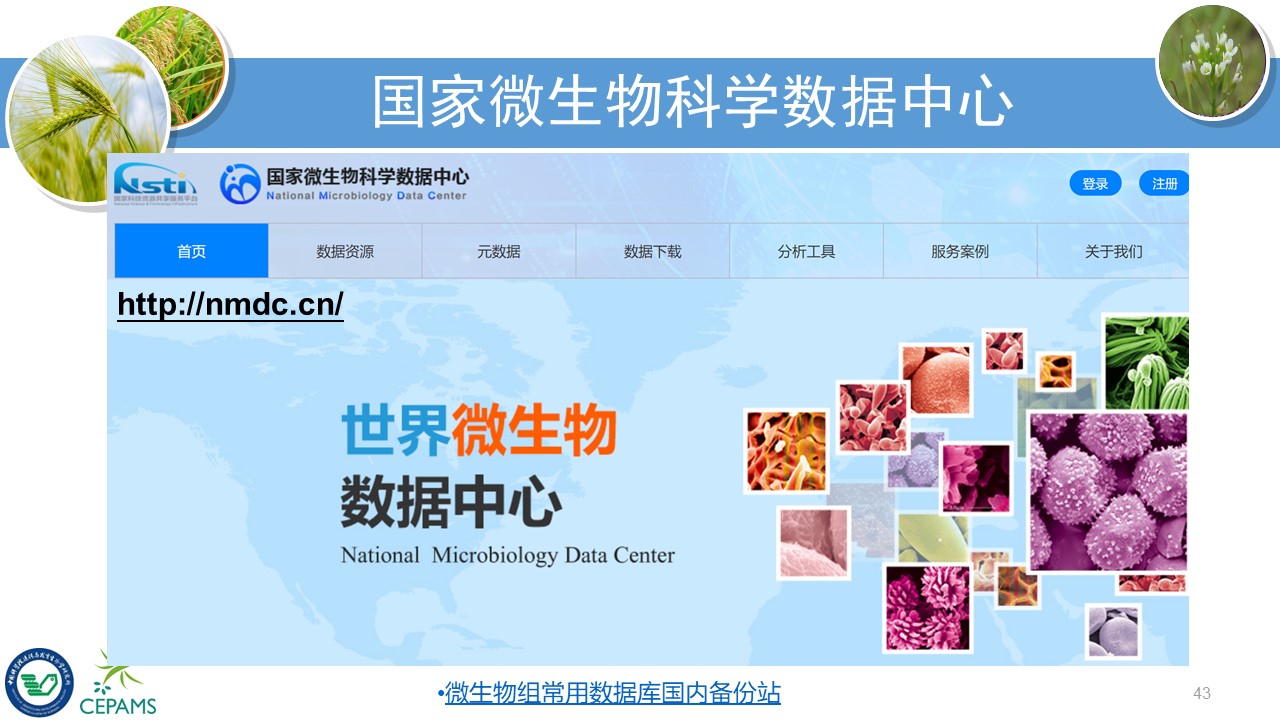 国家微生物科学数据中心
Nsti
国家科技资源共享服务平台
国家微生物科学数据中心
National Microbiology Data Center
登录 注册
首页 数据资源 元数据 数据下载 分析工具 服务案例 关于我们
http://nmdc.cn/
世界微生物
数据中心
National Microbiology Data Center
CEPAMS
•微生物组常用数据库国内备份站
43